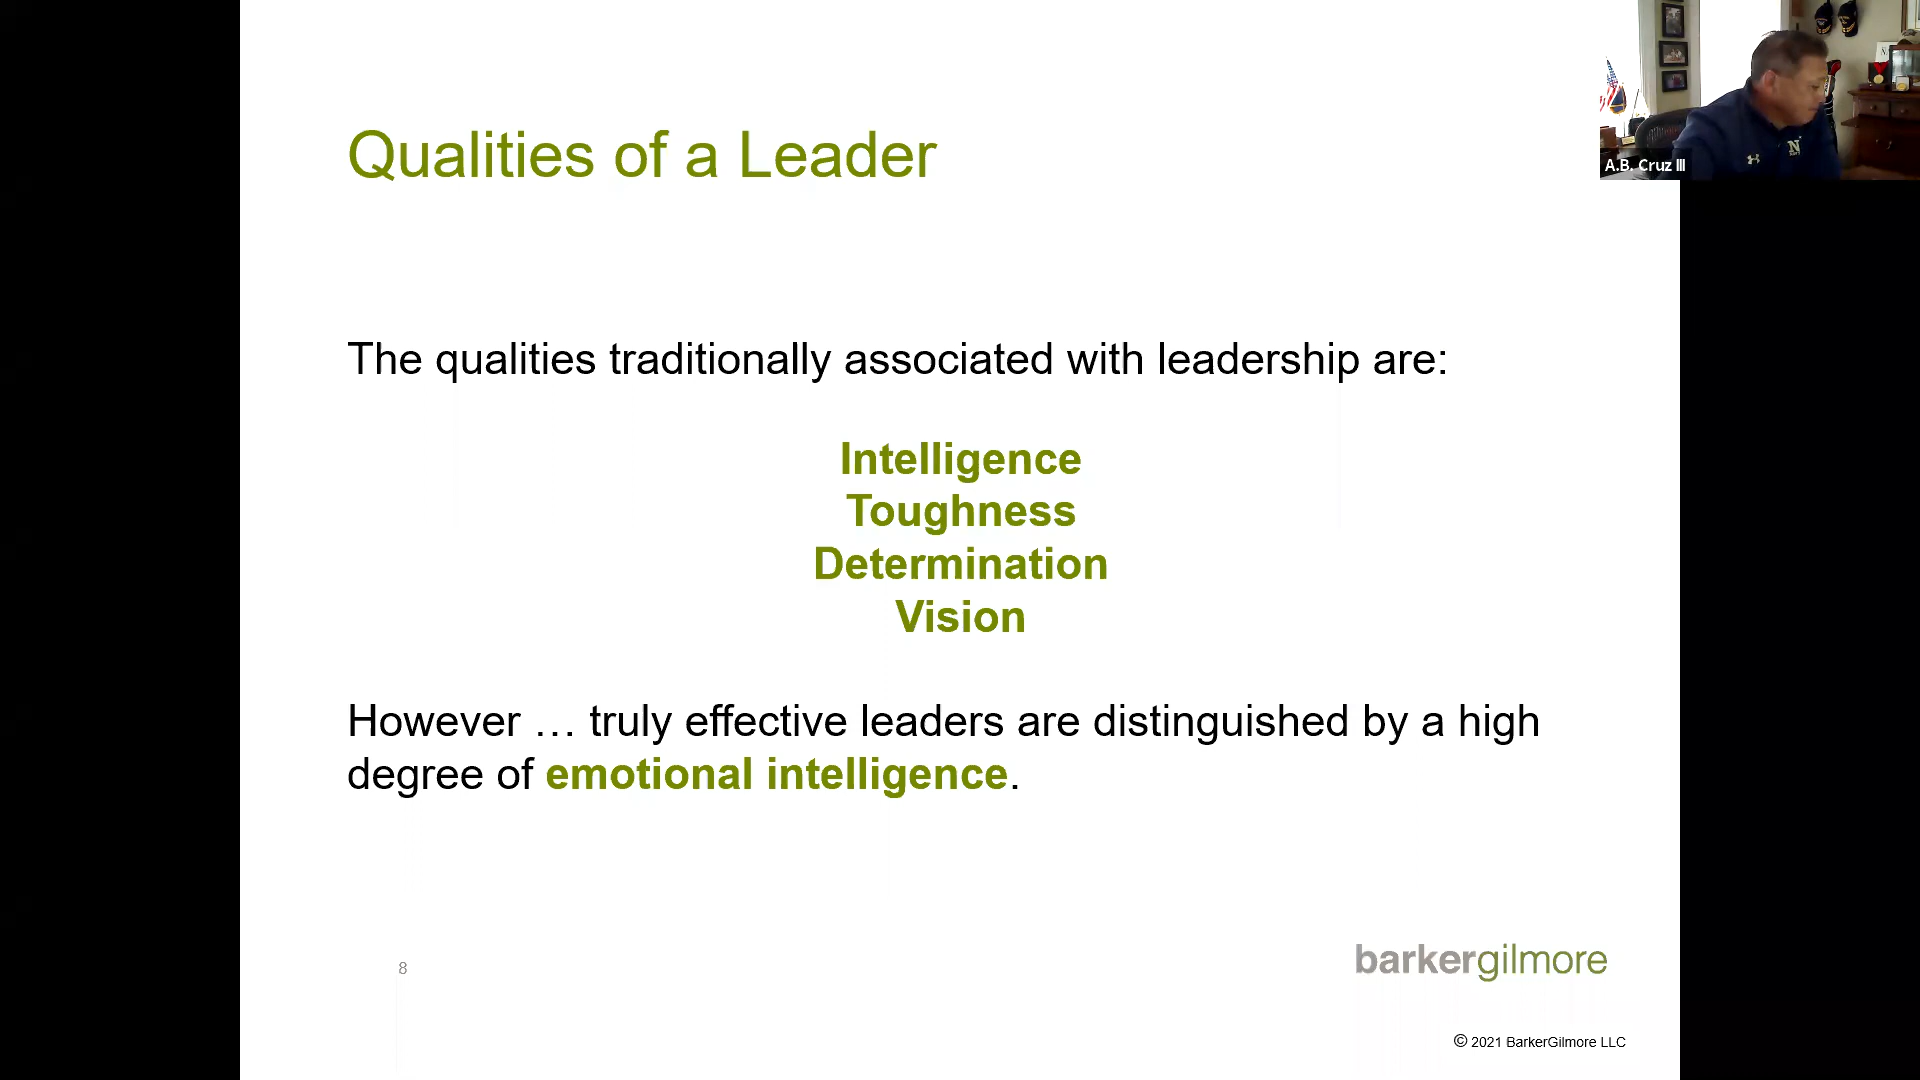 Qualities of a Leader
A.B. Cruz III
N
The qualities traditionally associated with leadership are:
Intelligence
Toughness
Determination
Vision
However … truly effective leaders are distinguished by a high
degree of emotional intelligence.
8
barkergilmore
© 2021 BarkerGilmore LLC